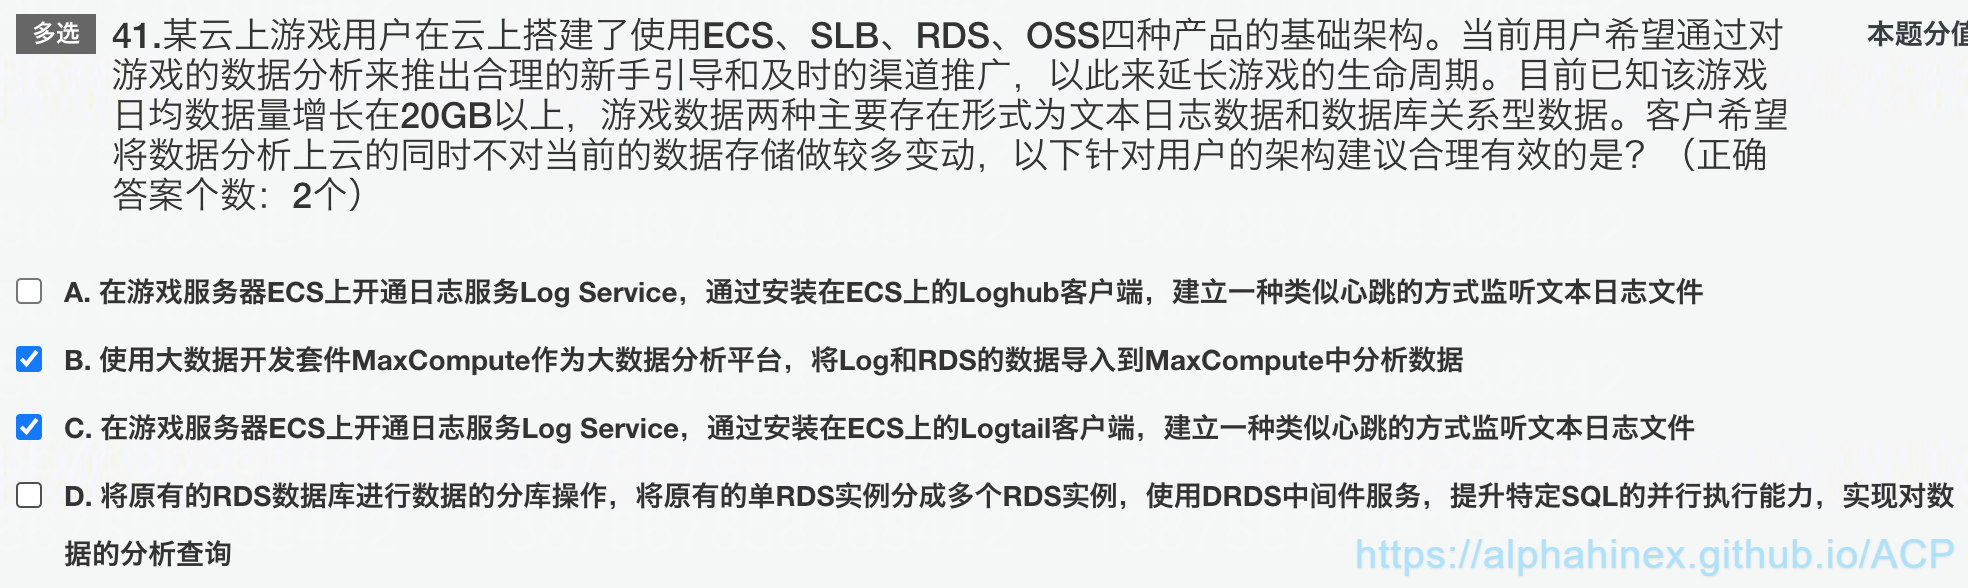 多选 41.某云上游戏用户在云上搭建了使用ECS、SLB、RDS、OSS四种产品的基础架构。当前用户希望通过对 本题分值
游戏的数据分析来推出合理的新手引导和及时的渠道推广，以此来延长游戏的生命周期。目前已知该游戏
日均数据量增长在20GB以上，游戏数据两种主要存在形式为文本日志数据和数据库关系型数据。客户希望
将数据分析上云的同时不对当前的数据存储做较多变动，以下针对用户的架构建议合理有效的是？（正确
答案个数：2个）
A. 在游戏服务器ECS上开通日志服务Log Service，通过安装在ECS上的Loghub客户端，建立一种类似心跳的方式监听文本日志文件
B. 使用大数据开发套件MaxCompute作为大数据分析平台，将Log和RDS的数据导入到MaxCompute中分析数据
C. 在游戏服务器ECS上开通日志服务Log Service，通过安装在ECS上的Logtail客户端，建立一种类似心跳的方式监听文本日志文件
D. 将原有的RDS数据库进行数据的分库操作，将原有的单RDS实例分成多个RDS实例，使用DRDS中间件服务，提升特定SQL的并行执行能力，实现对数
据的分析查询
https://alphahinex.github.io/ACP